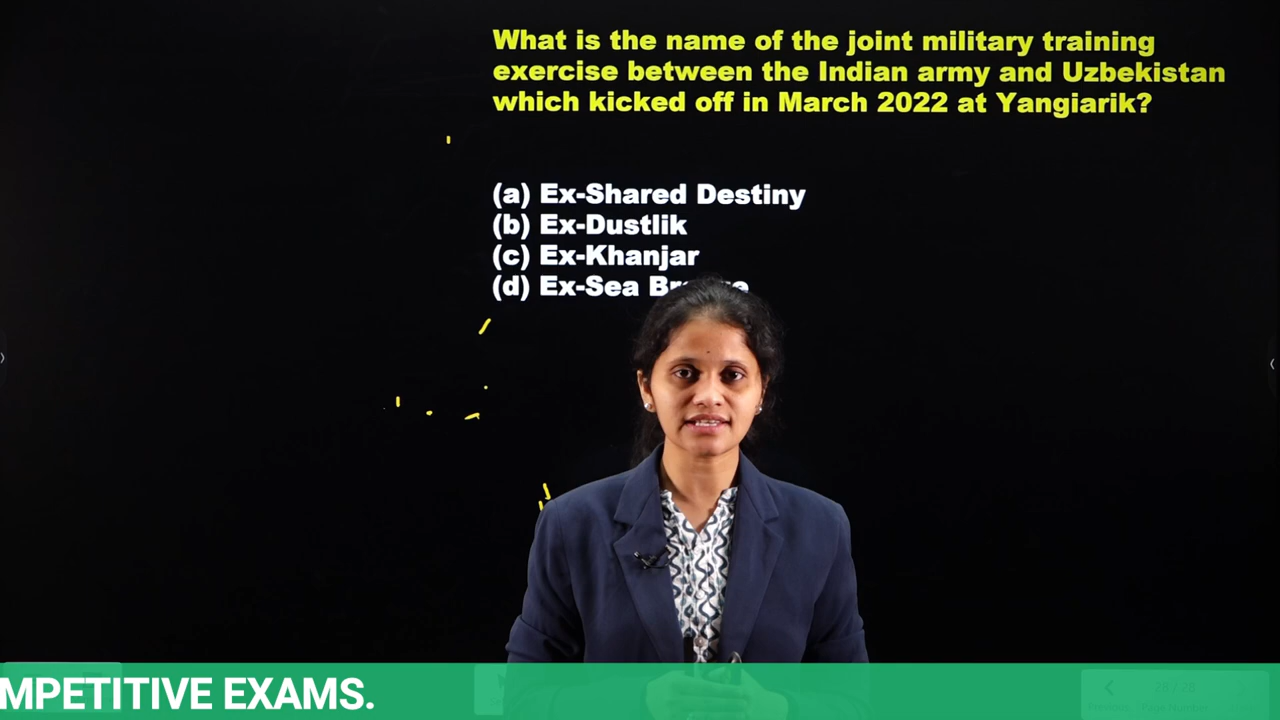 What is the name of the joint military training
exercise between the Indian army and Uzbekistan
which kicked off in March 2022 at Yangiarik?
(a) Ex-Shared Destiny
(b) Ex-Dustlik
(c) Ex-Khanjar
(d) Ex-Sea
MPETITIVE EXAMS.